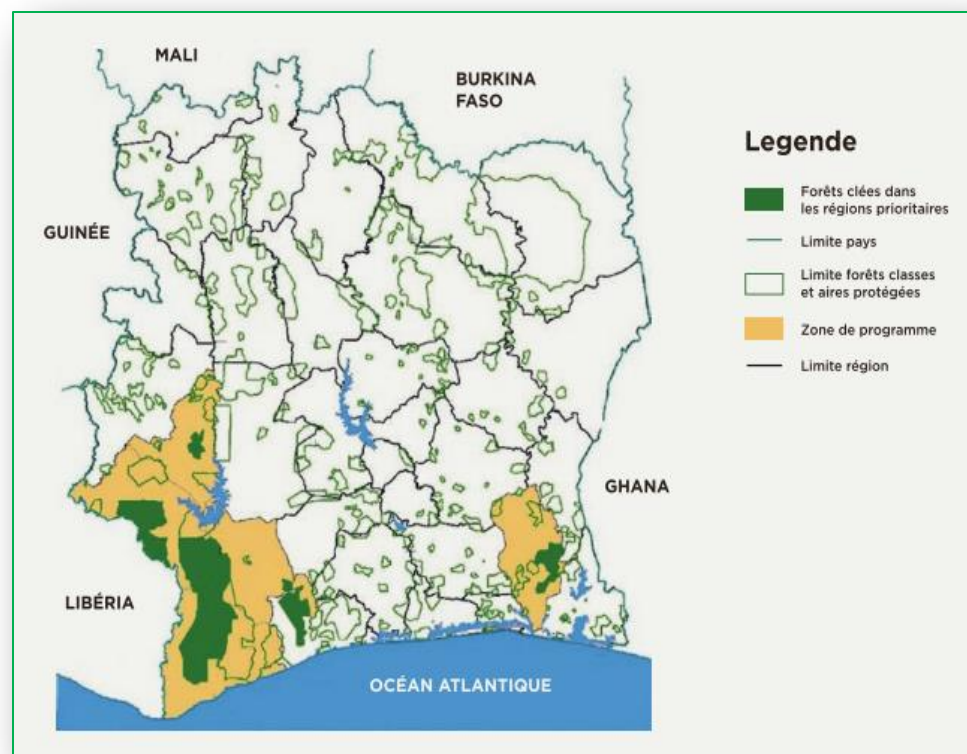 MALI
BURKINA
FASO
GUINÉE
GHANA
LIBÉRIA
OCÉAN ATLANTIQUE
Legende
Forêts clées dans
les régions prioritaires
Limite pays
Limite forêts classes
et aires protégées
Zone de programme
Limite région